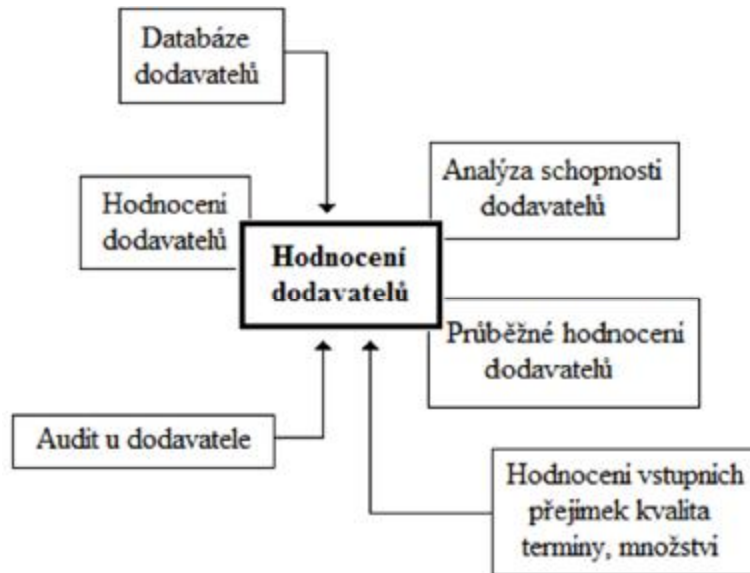 Databáze
dodavatelů
Analýza schopnosti
dodavatelů
Hodnocení
dodavatelů
Hodnocení
dodavatelů
Průběžné hodnocení
dodavatelů
Audit u dodavatele
Hodnocení vstupních
přejímek kvalita
terminy, množství